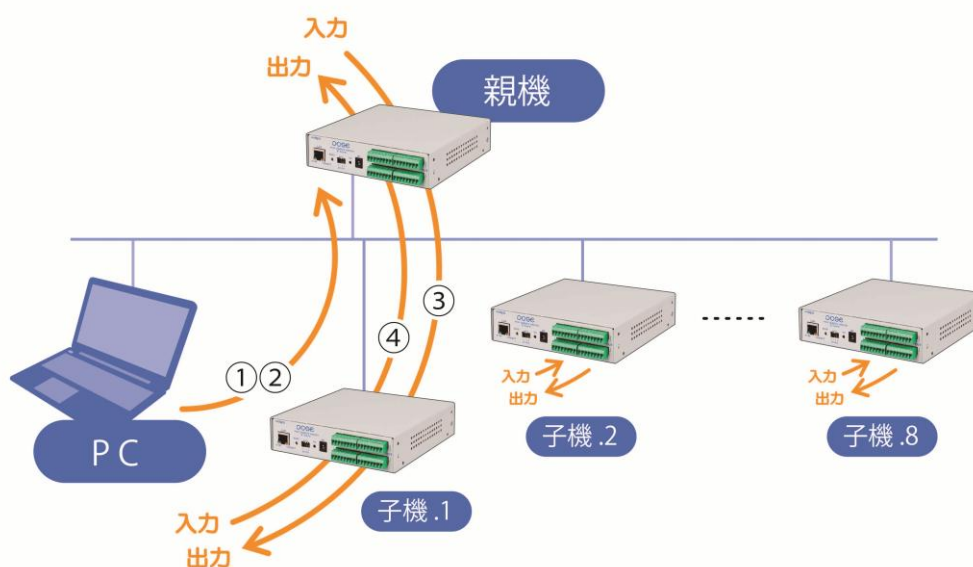 入力
出力
親機
③
④
①②
PC
入力
出力
子機.1
入力
出力
子機.2
......
入力
出力
子機.8